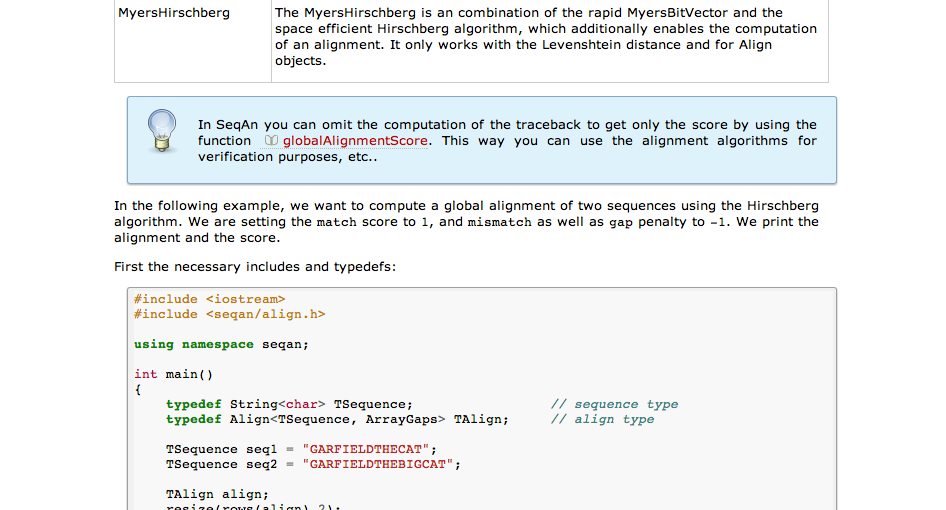 MyersHirschberg
The MyersHirschberg is an combination of the rapid MyersBitVector and the
space efficient Hirschberg algorithm, which additionally enables the computation
of an alignment. It only works with the Levenshtein distance and for Align
objects.
In SeqAn you can omit the computation of the traceback to get only the score by using the
function globalAlignmentScore. This way you can use the alignment algorithms for
verification purposes, etc..
In the following example, we want to compute a global alignment of two sequences using the Hirschberg
algorithm. We are setting the match score to 1, and mismatch as well as gap penalty to -1. We print the
alignment and the score.
First the necessary includes and typedefs:
#include <iostream>
#include <seqan/align.h>
using namespace seqan;
int main()
{
typedef String<char> TSequence; // sequence type
typedef Align<TSequence, ArrayGaps> TAlign; // align type
TSequence seq1 = "GARFIELDTHECAT";
TSequence seq2 = "GARFIELDTHEBIGCAT";
TAlign align;
resize(rows(align), 2);